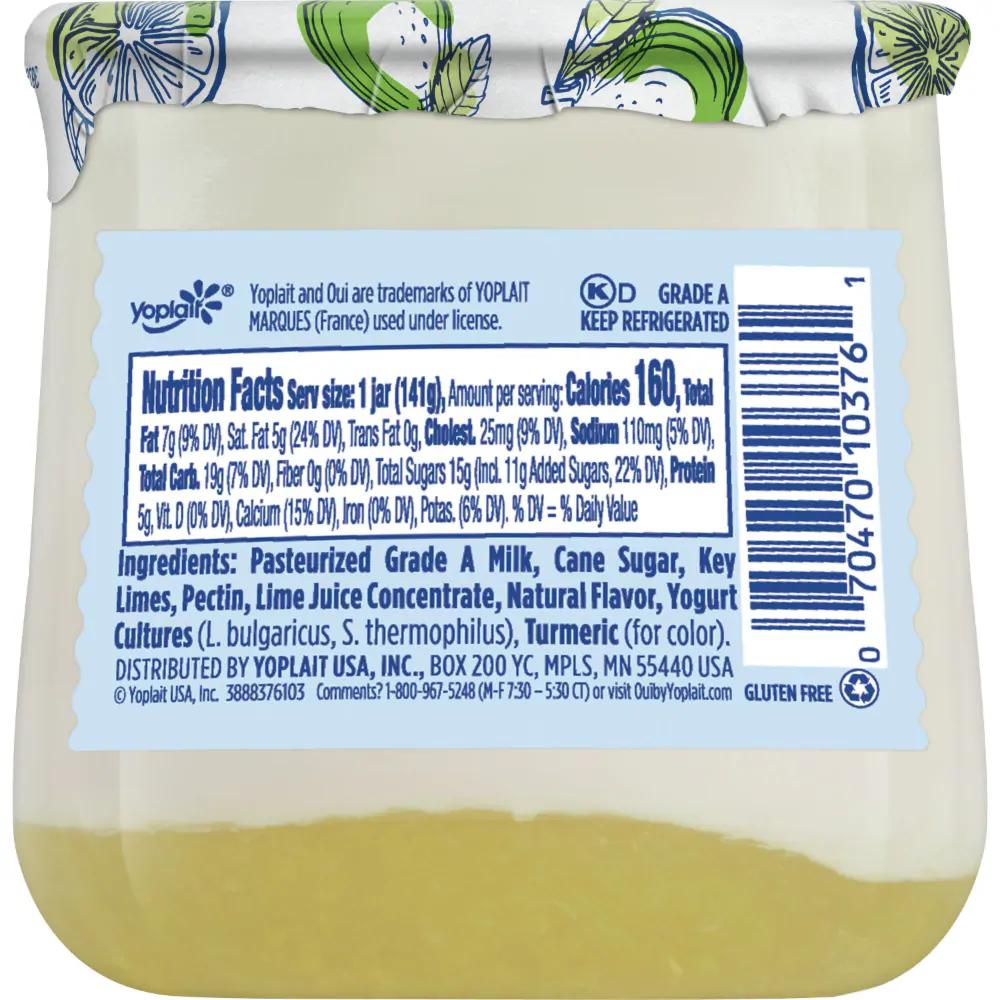 Yoplait®
Yoplait and Oui are trademarks of YOPLAIT
MARQUES (France) used under license.
KD GRADE A
KEEP REFRIGERATED
Nutrition Facts Serv size: 1 jar (141g), Amount per serving: Calories 160, Total
Fat 7g (9% DV), Sat. Fat 5g (24% DV), Trans Fat 0g, Cholest. 25mg (9% DV), Sodium 110mg (5% DV),
Total Carb. 19g (7% DV), Fiber 0g (0% DV), Total Sugars 15g (Incl. 11g Added Sugars, 22% DV), Protein
5g, Vit. D (0% DV), Calcium (15% DV), Iron (0% DV), Potas. (6% DV). % DV = % Daily Value
Ingredients: Pasteurized Grade A Milk, Cane Sugar, Key
Limes, Pectin, Lime Juice Concentrate, Natural Flavor, Yogurt
Cultures (L. bulgaricus, S. thermophilus), Turmeric (for color).
DISTRIBUTED BY YOPLAIT USA, INC., BOX 200 YC, MPLS, MN 55440 USA
© Yoplait USA, Inc. 3888376103 Comments? 1-800-967-5248 (M-F 7:30 – 5:30 CT) or visit OuibyYoplait.com
GLUTEN FREE
0 70470 10376 1